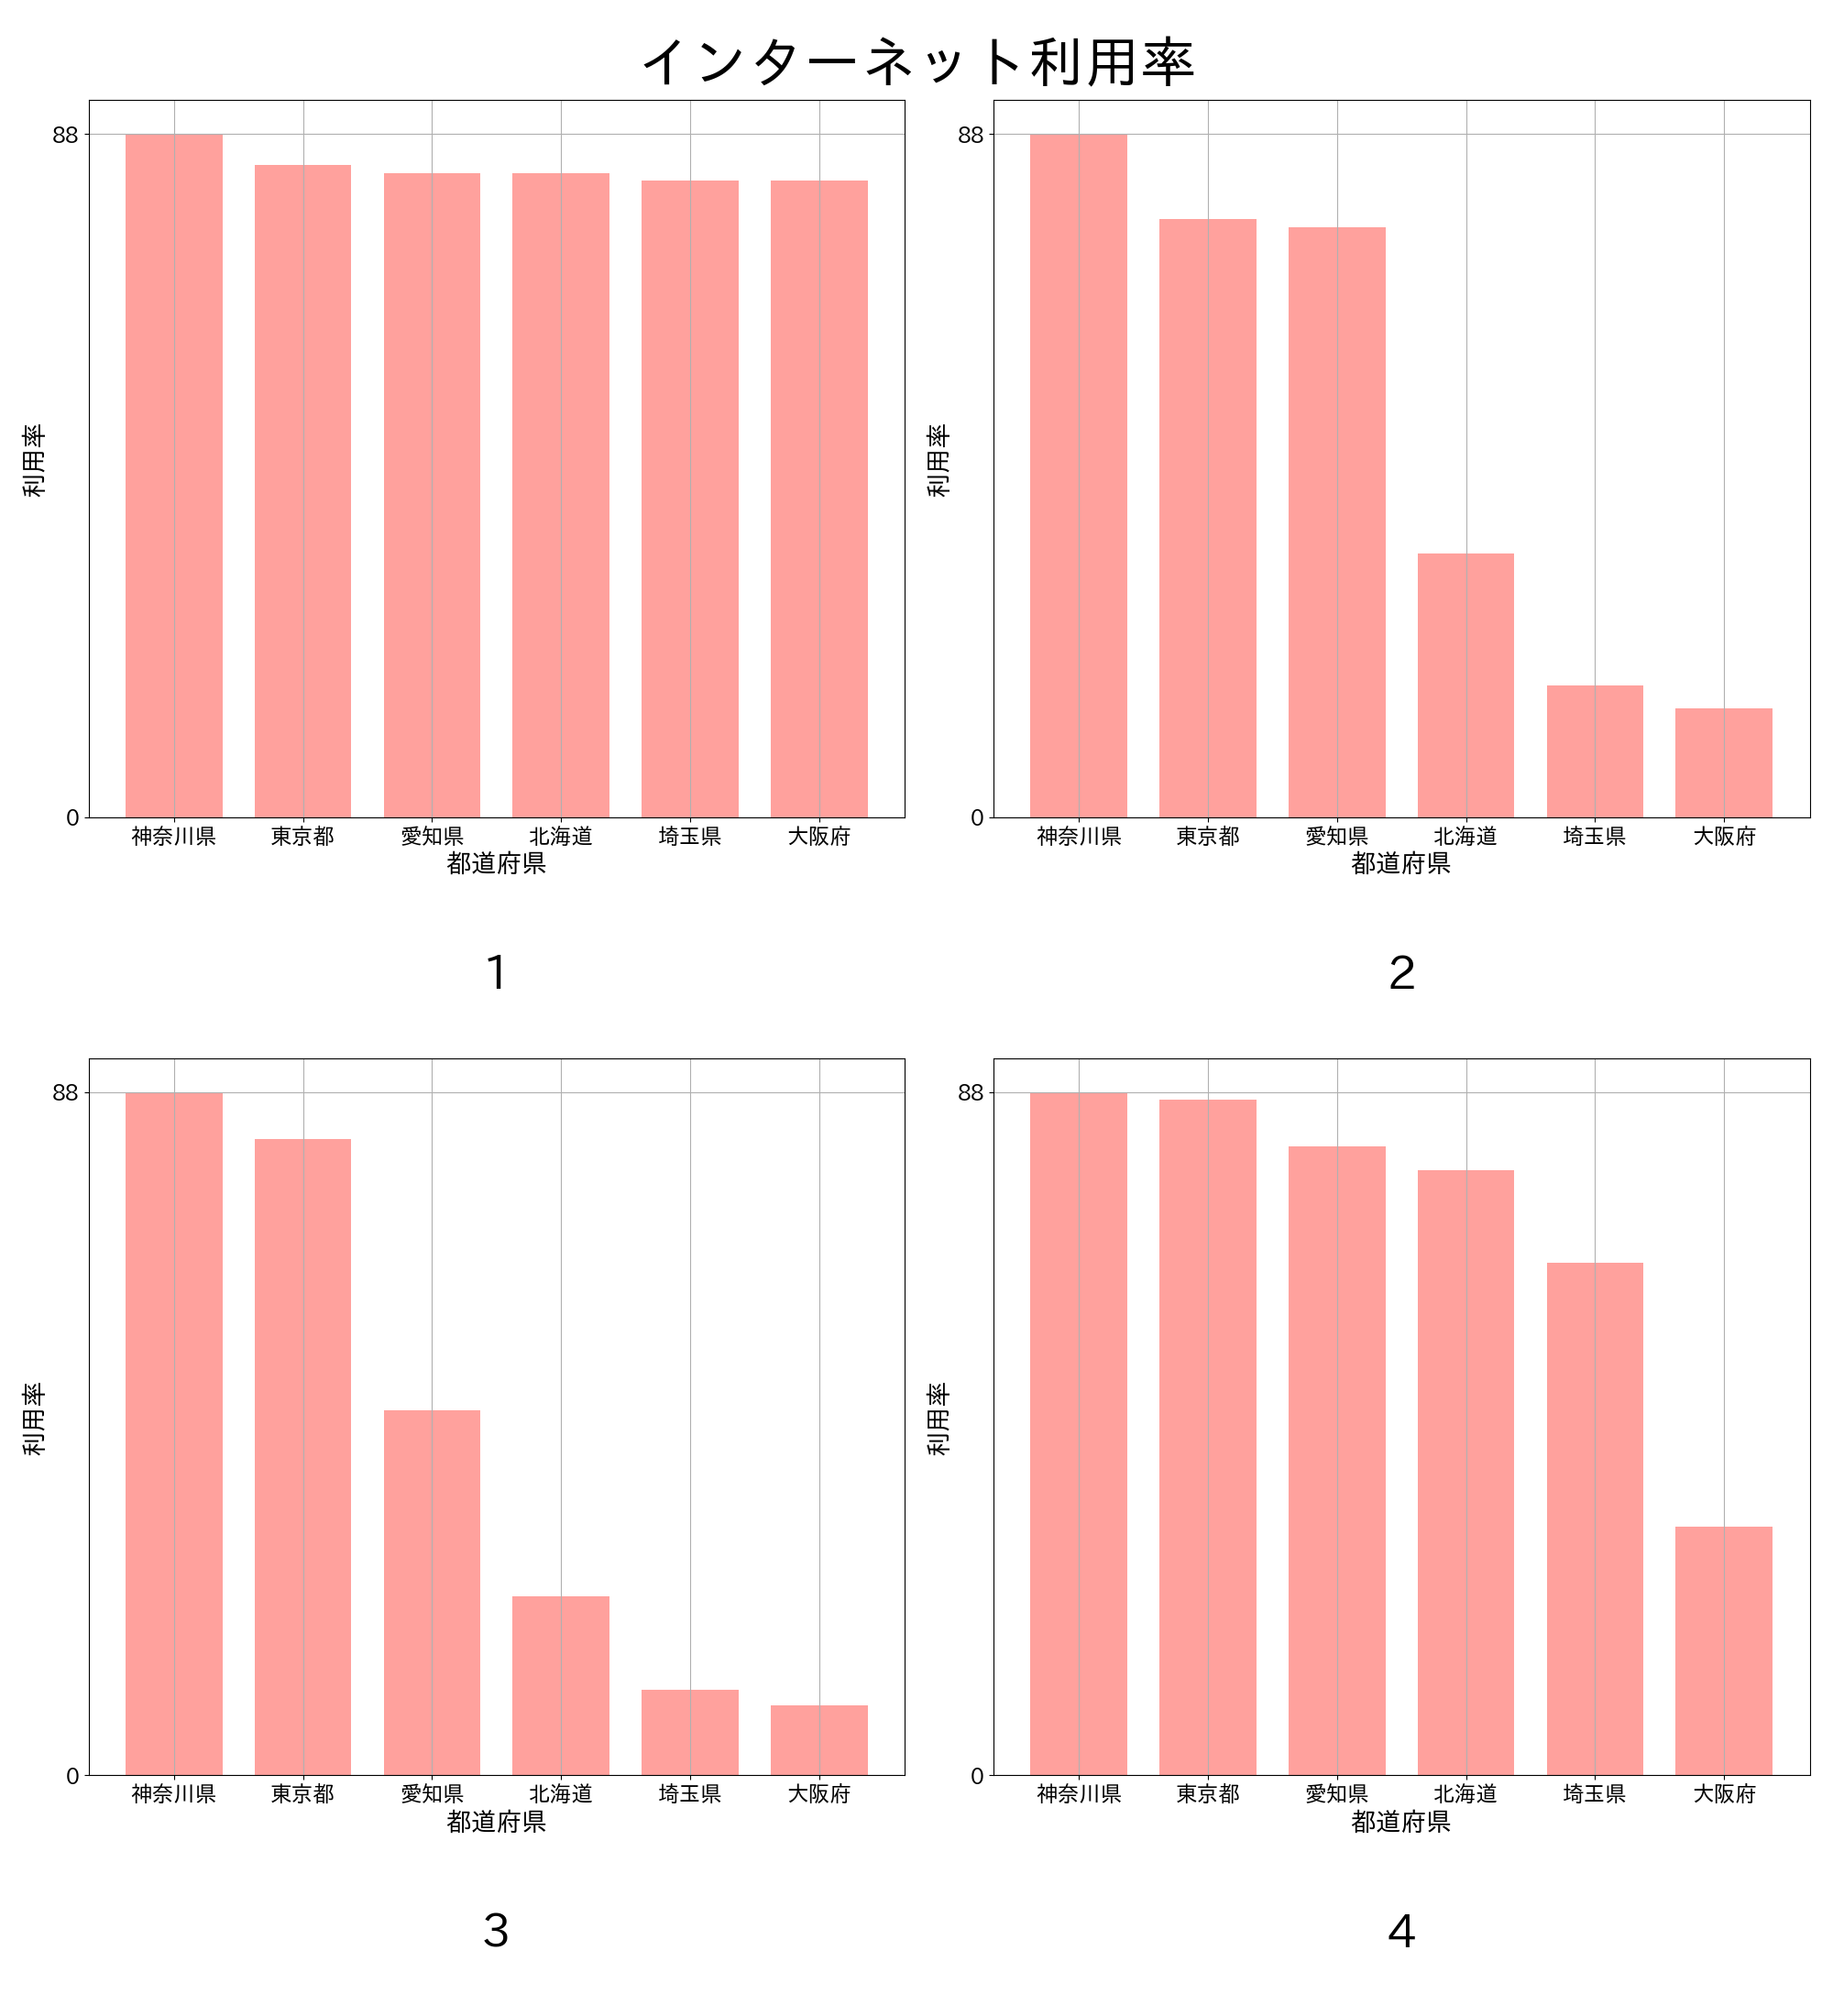 インターネット利用率
88
0
利用率
神奈川県 東京都 愛知県 北海道 埼玉県 大阪府
都道府県
1
88
0
利用率
神奈川県 東京都 愛知県 北海道 埼玉県 大阪府
都道府県
2
88
0
利用率
神奈川県 東京都 愛知県 北海道 埼玉県 大阪府
都道府県
3
88
0
利用率
神奈川県 東京都 愛知県 北海道 埼玉県 大阪府
都道府県
4